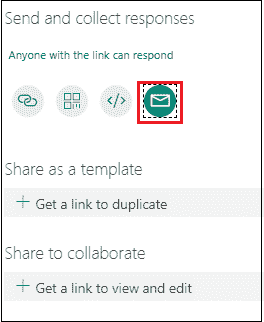 Send and collect responses
Anyone with the link can respond
Share as a template
+ Get a link to duplicate
Share to collaborate
+ Get a link to view and edit